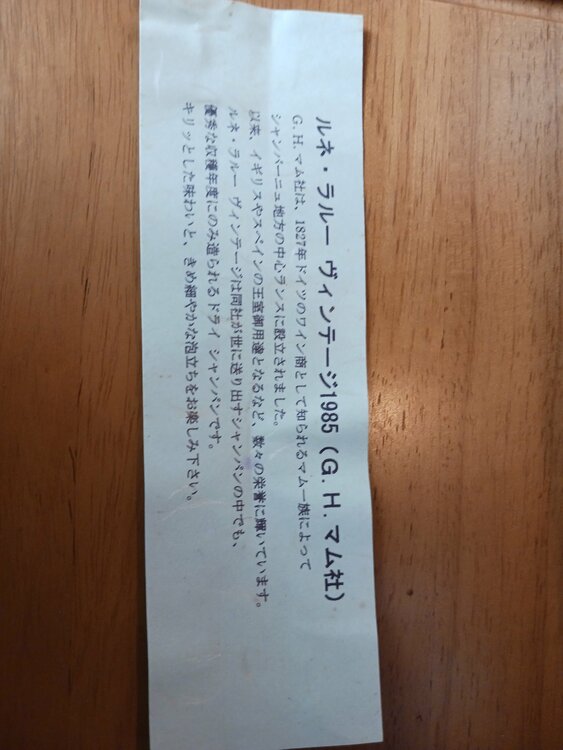 ルネ・ラルー ヴィンテージ1985（G. H. マム社）
G. H. マム社は、1827年ドイツのワイン商として知られるマム一族によって
シャンパーニュ地方の中心ランスに設立されました。
以来、イギリスやスペインの王室御用達となるなど、数々の栄誉に輝いています。
ルネ・ラルー ヴィンテージは同社が世に送り出すシャンパンの中でも、
優秀な収穫年度にのみ造られるドライ シャンパンです。
キリッとした味わいと、きめ細やかな泡立ちをお楽しみ下さい。